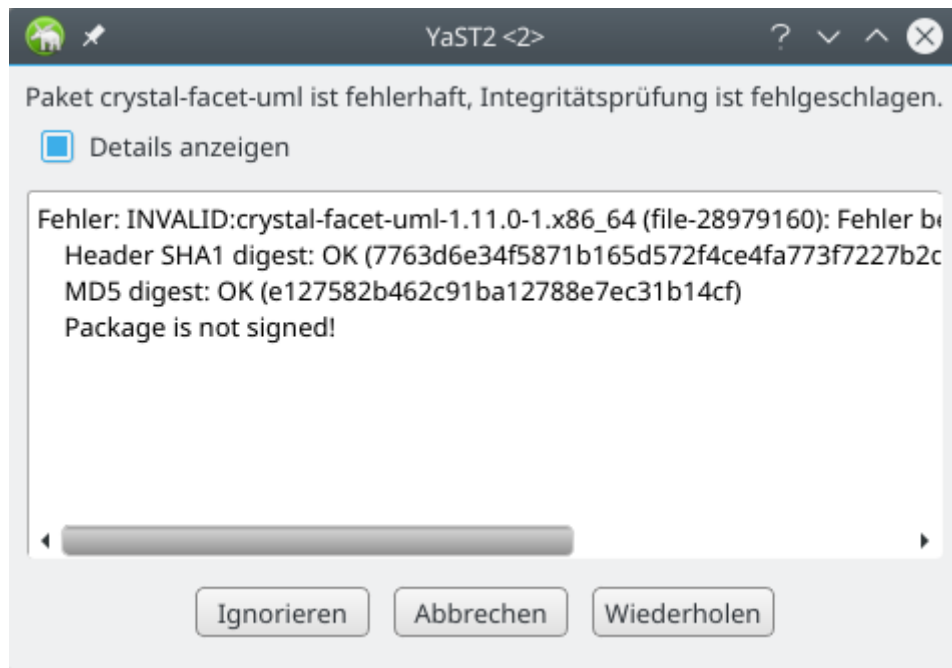 YaST2 <2>
Paket crystal-facet-uml ist fehlerhaft, Integritätsprüfung ist fehlgeschlagen.
Details anzeigen
Fehler: INVALID:crystal-facet-uml-1.11.0-1.x86_64 (file-28979160): Fehler
Header SHA1 digest: OK (7763d6e34f5871b165d572f4ce4fa773f7227b2c
MD5 digest: OK (e127582b462c91ba12788e7ec31b14cf)
Package is not signed!
Ignorieren
Abbrechen
Wiederholen